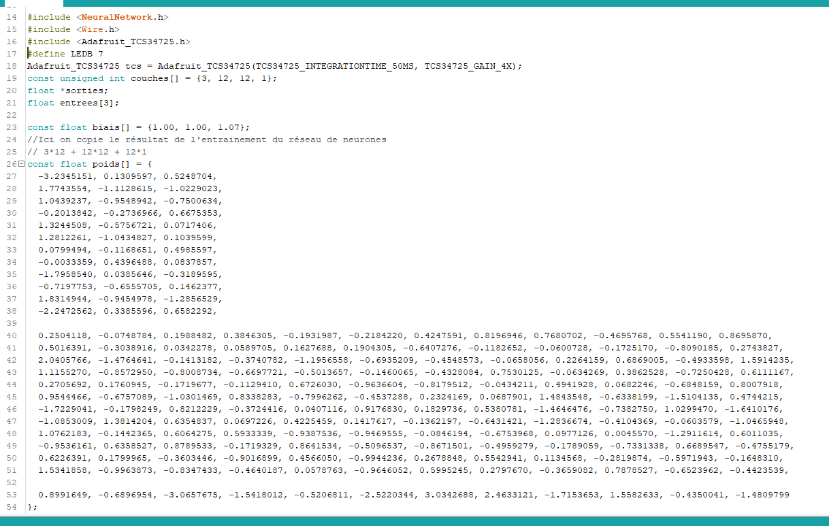 14 #include <NeuralNetwork.h>
15 #include <Wire.h>
16 #include <Adafruit_TCS34725.h>
17 #define LEDB 7
18 Adafruit_TCS34725 tcs = Adafruit_TCS34725(TCS34725_INTEGRATIONTIME_50MS, TCS34725_GAIN_4X);
19 const unsigned int couches[] = {3, 12, 12, 1};
20 float *sorties;
21 float entrees[3];
22
23 const float biais[] = {1.00, 1.00, 1.07};
24 //Ici on copie le résultat de l'entrainement du réseau de neurones
25 // 3*12 + 12*12 + 12*1
26 const float poids[] = {
27 -3.2345151, 0.1309597, 0.5248704,
28 1.7743554, -1.1128615, -1.0229023,
29 1.0439237, -0.9548942, -0.7500634,
30 -0.2013842, -0.2736966, 0.6675353,
31 1.3244508, -0.5756721, 0.0717406,
32 1.2812261, -1.0434827, 0.1039599,
33 0.0799494, -0.1168651, 0.4985597,
34 -0.0033359, 0.4396488, 0.0837857,
35 -1.7958540, 0.0385646, -0.3189595,
36 -0.7197753, -0.6555705, 0.1462377,
37 1.8314944, -0.9454978, -1.2856529,
38 -2.2472562, 0.3385596, 0.6582292,
39
40 0.2504118, -0.0748784, 0.1988482, 0.3846305, -0.1931987, -0.2184220, 0.4247591, 0.8196946, 0.7680702, -0.4695768, 0.5541190, 0.8695870,
41 0.5016391, -0.3038916, 0.0342278, 0.0589705, 0.1627688, 0.1904305, -0.6407276, -0.1182652, -0.0600728, -0.1725170, -0.8090185, 0.2743827,
42 2.0405766, -1.4764641, -0.1413182, -0.3740782, -1.1956558, -0.6935209, -0.4548573, -0.0658056, 0.2264159, 0.6869005, -0.4933598, 1.5914235,
43 1.1155270, -0.8572950, -0.8008734, -0.6697721, -0.5013657, -0.1460065, -0.4328084, 0.7530125, -0.0634269, 0.3862528, -0.7250428, 0.6111167,
44 0.2705692, 0.1760945, -0.1719677, -0.1129410, 0.6726030, -0.9636604, -0.8179512, -0.0434211, 0.4941928, 0.0682246, -0.6848159, 0.8007918,
45 0.9544466, -0.6757089, -1.0301469, 0.8338283, -0.7996262, -0.4537288, 0.2324169, 0.0687901, 1.4843548, -0.6338199, -1.5104135, 0.4744215,
46 -1.7229041, -0.1798249, 0.8212229, -0.3724416, 0.0407116, 0.9176830, 0.1829736, 0.5380781, -1.4646476, -0.7382750, 1.0299470, -1.6410176,
47 -1.0853009, 1.3814204, 0.6354837, 0.0697226, 0.4225459, 0.1417617, -0.1362197, -0.6431421, -1.2836674, -0.4104369, -0.0603579, -1.0465948,
48 1.0762183, -0.1442365, 0.6064275, 0.5933339, -0.9387536, -0.9469555, -0.0846194, -0.6753968, 0.0977126, 0.0045570, -1.2911614, 0.6011035,
49 -0.9536161, 0.6358527, 0.8789533, -0.1719329, 0.8641534, -0.5096537, -0.8671501, -0.4959279, -0.1789059, -0.7331338, 0.6689547, -0.4755179,
50 0.6226391, 0.1799965, -0.3603446, -0.9016899, 0.4566050, -0.9944236, 0.2678848, 0.5542941, 0.1134568, -0.2819874, -0.5971943, -0.1648310,
51 1.5341858, -0.9963873, -0.8347433, -0.4640187, 0.0578763, -0.9646052, 0.5995245, 0.2797670, -0.3659082, 0.7878527, -0.6523962, -0.4423539,
52
53 0.8991649, -0.6896954, -3.0657675, -1.5418012, -0.5206811, -2.5220344, 3.0342688, 2.4633121, -1.7153653, 1.5582633, -0.4350041, -1.4809799
54 };